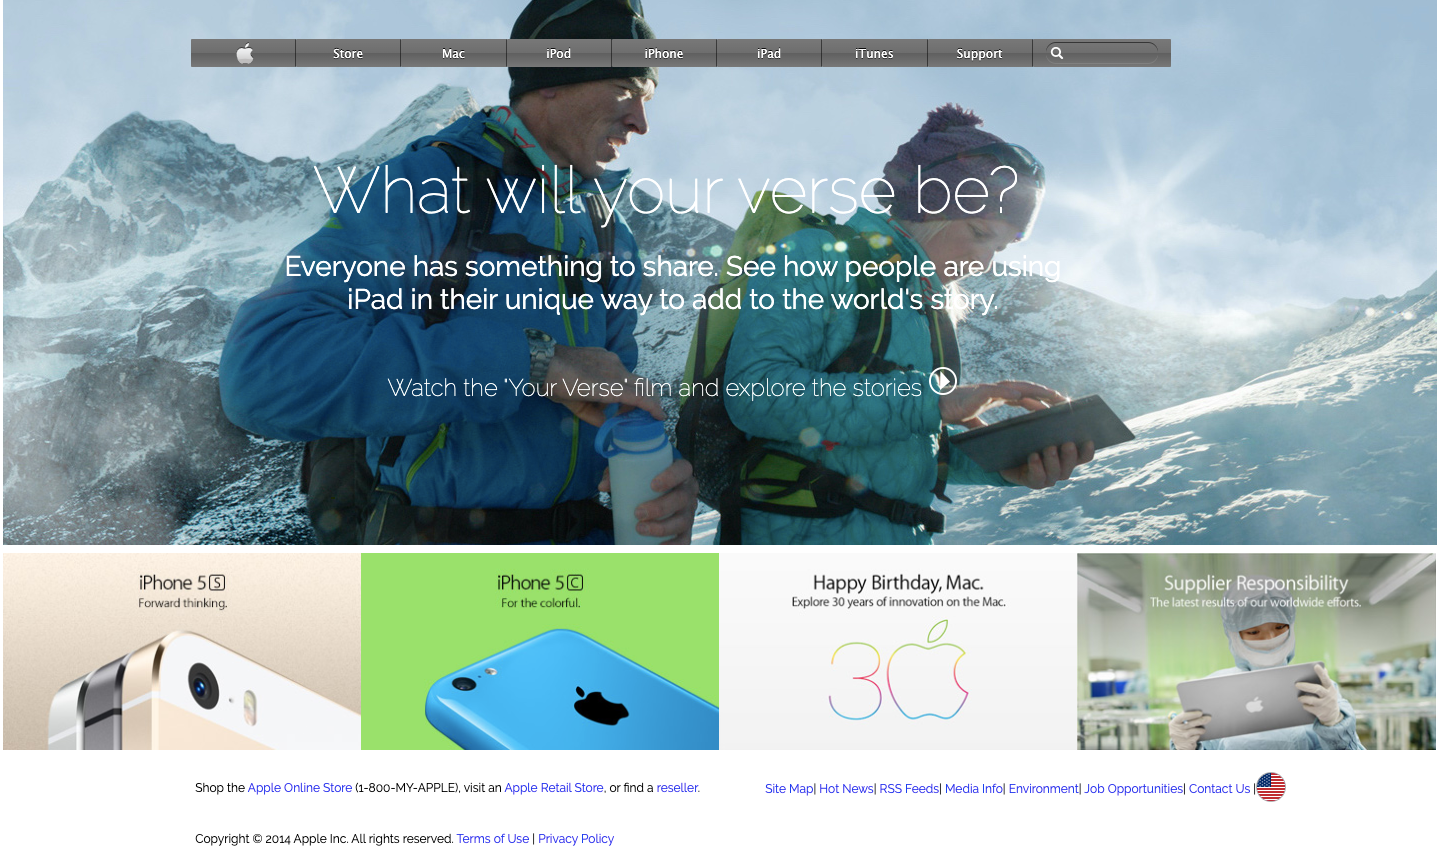 Store Mac iPod iPhone iPad iTunes Support
What will your verse be?
Everyone has something to share. See how people are using
iPad in their unique way to add to the world's story.
Watch the "Your Verse" film and explore the stories
iPhone 5S
Forward thinking.
iPhone 5C
For the colorful.
Happy Birthday, Mac.
Explore 30 years of innovation on the Mac.
30
Supplier Responsibility
The latest results of our worldwide efforts.
Shop the Apple Online Store (1-800-MY-APPLE), visit an Apple Retail Store, or find a reseller.
Site Map| Hot News| RSS Feeds| Media Info| Environment| Job Opportunities| Contact Us |
Copyright © 2014 Apple Inc. All rights reserved. Terms of Use | Privacy Policy